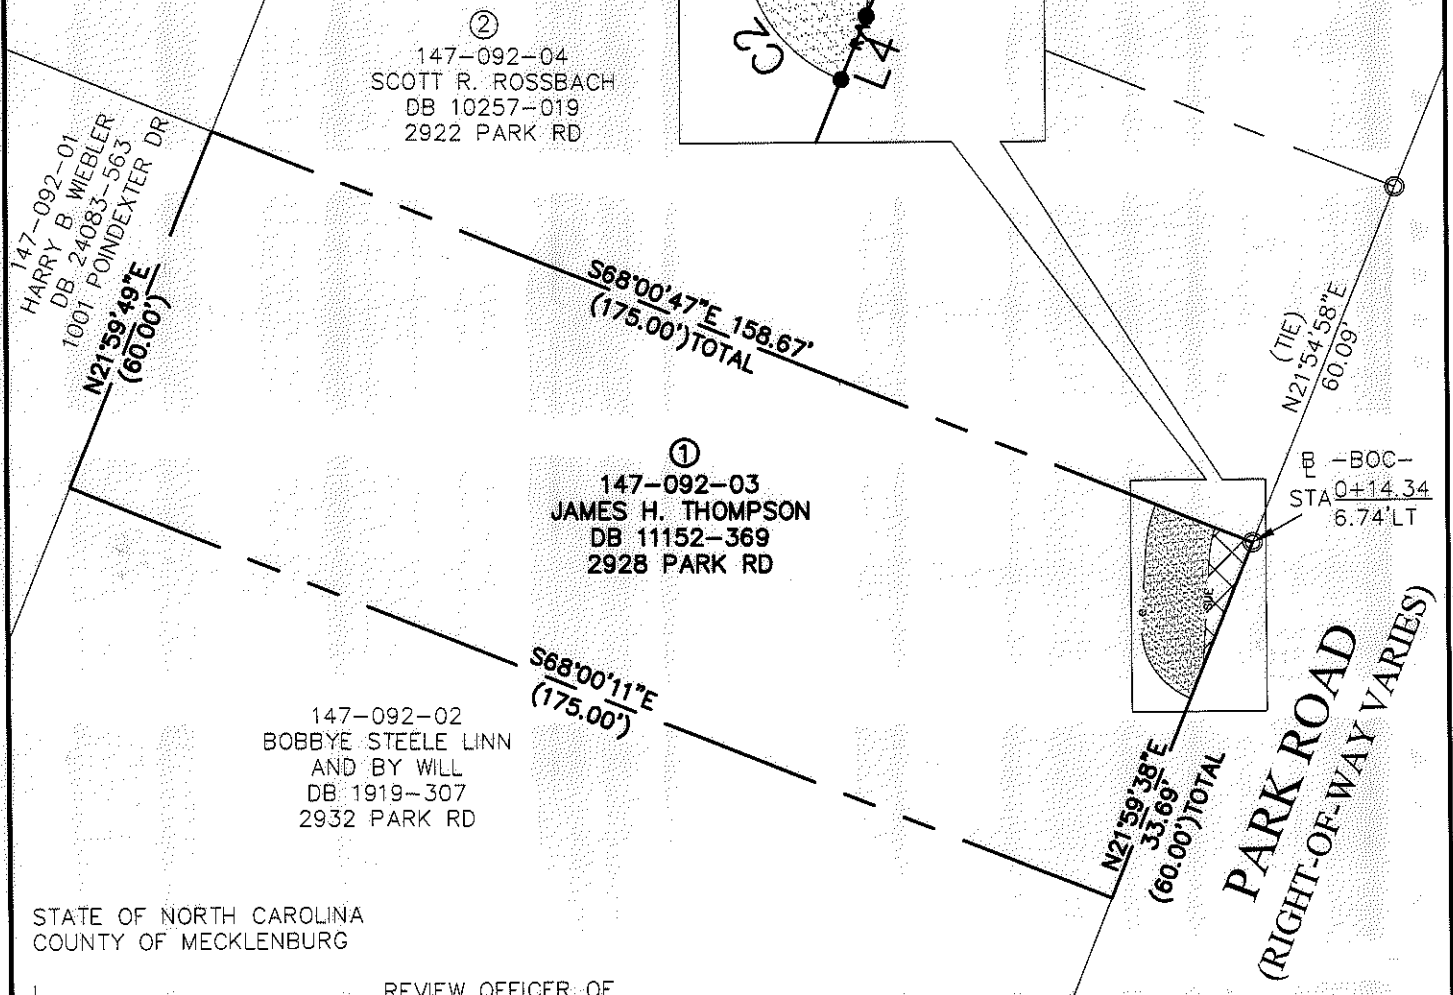 ②
147-092-04
SCOTT R. ROSSBACH
DB 10257-019
2922 PARK RD
C2
L4
147-092-01
HARRY B WIEBLER
DB 24083-563
1001 POINDEXTER DR
N21°59'49"E
(60.00')
S68°00'47"E 158.67'
(175.00')TOTAL
(TIE)
N21°54'58"E
60.09'
①
147-092-03
JAMES H. THOMPSON
DB 11152-369
2928 PARK RD
-BOC-
STA 0+14.34
6.74'LT
SUE
S68°00'11"E
(175.00')
147-092-02
BOBBYE STEELE LINN
AND BY WILL
DB 1919-307
2932 PARK RD
N21°59'38"E
33.69'
(60.00')TOTAL
PARK ROAD
(RIGHT-OF-WAY VARIES)
STATE OF NORTH CAROLINA
COUNTY OF MECKLENBURG
REVIEW OFFICER OF